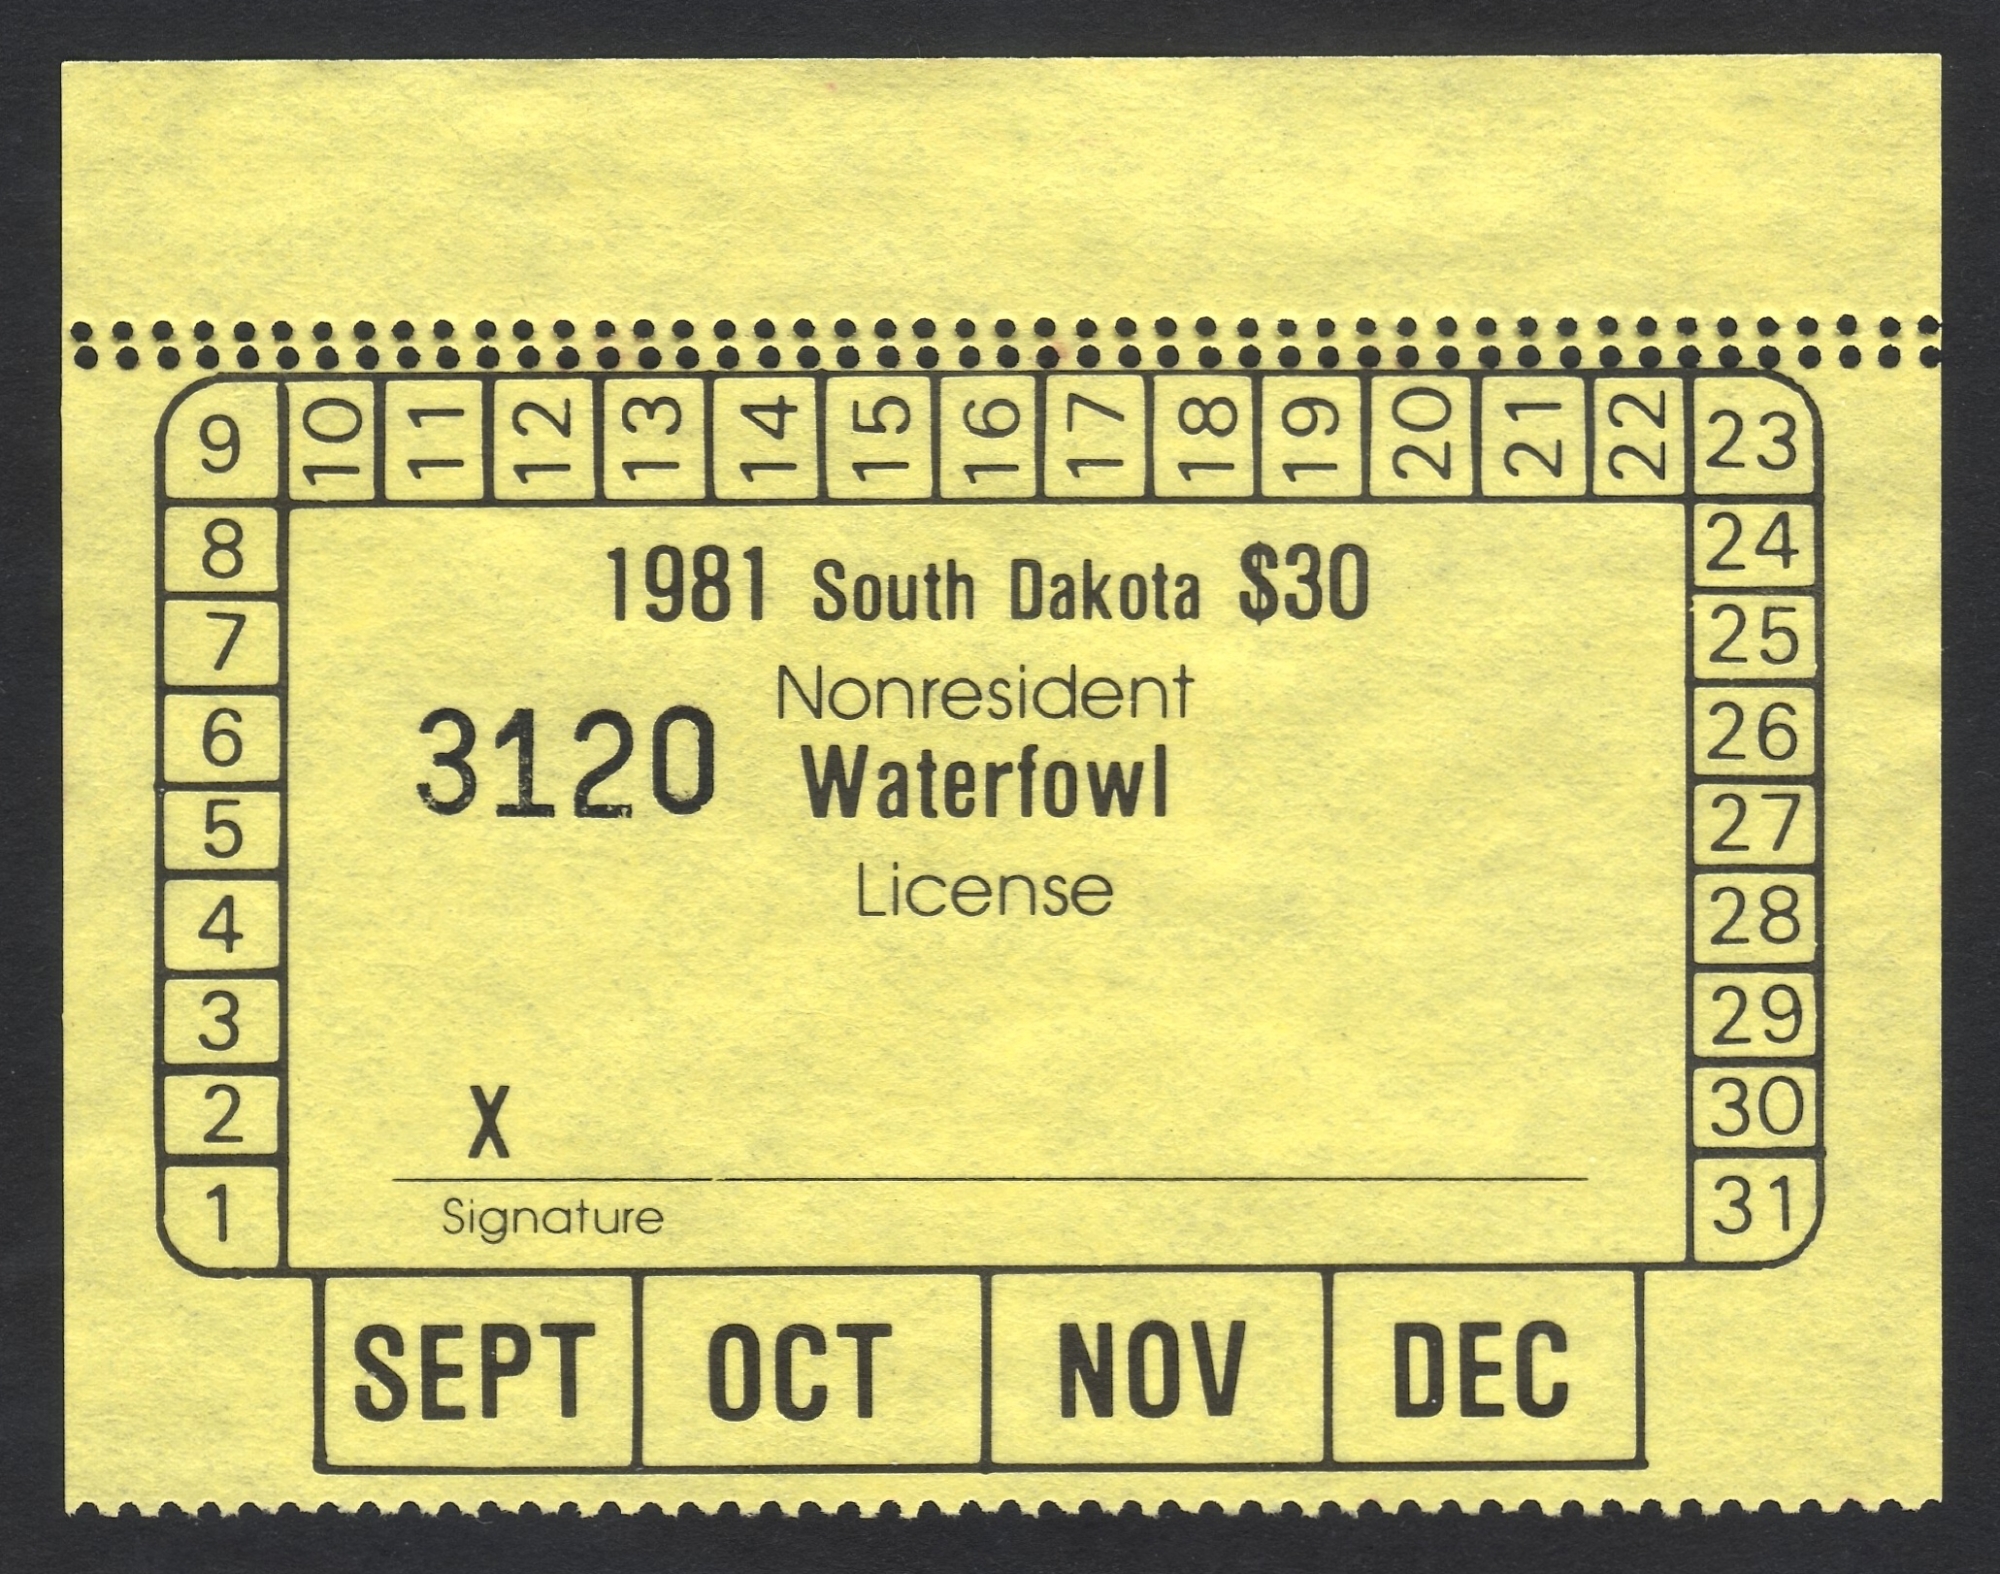 9 10 11 12 13 14 15 16 17 18 19 20 21 22 23
8
7
6
5
4
3
2
1
1981 South Dakota $30
Nonresident
3120 Waterfowl
License
X
Signature
24
25
26
27
28
29
30
31
SEPT OCT NOV DEC